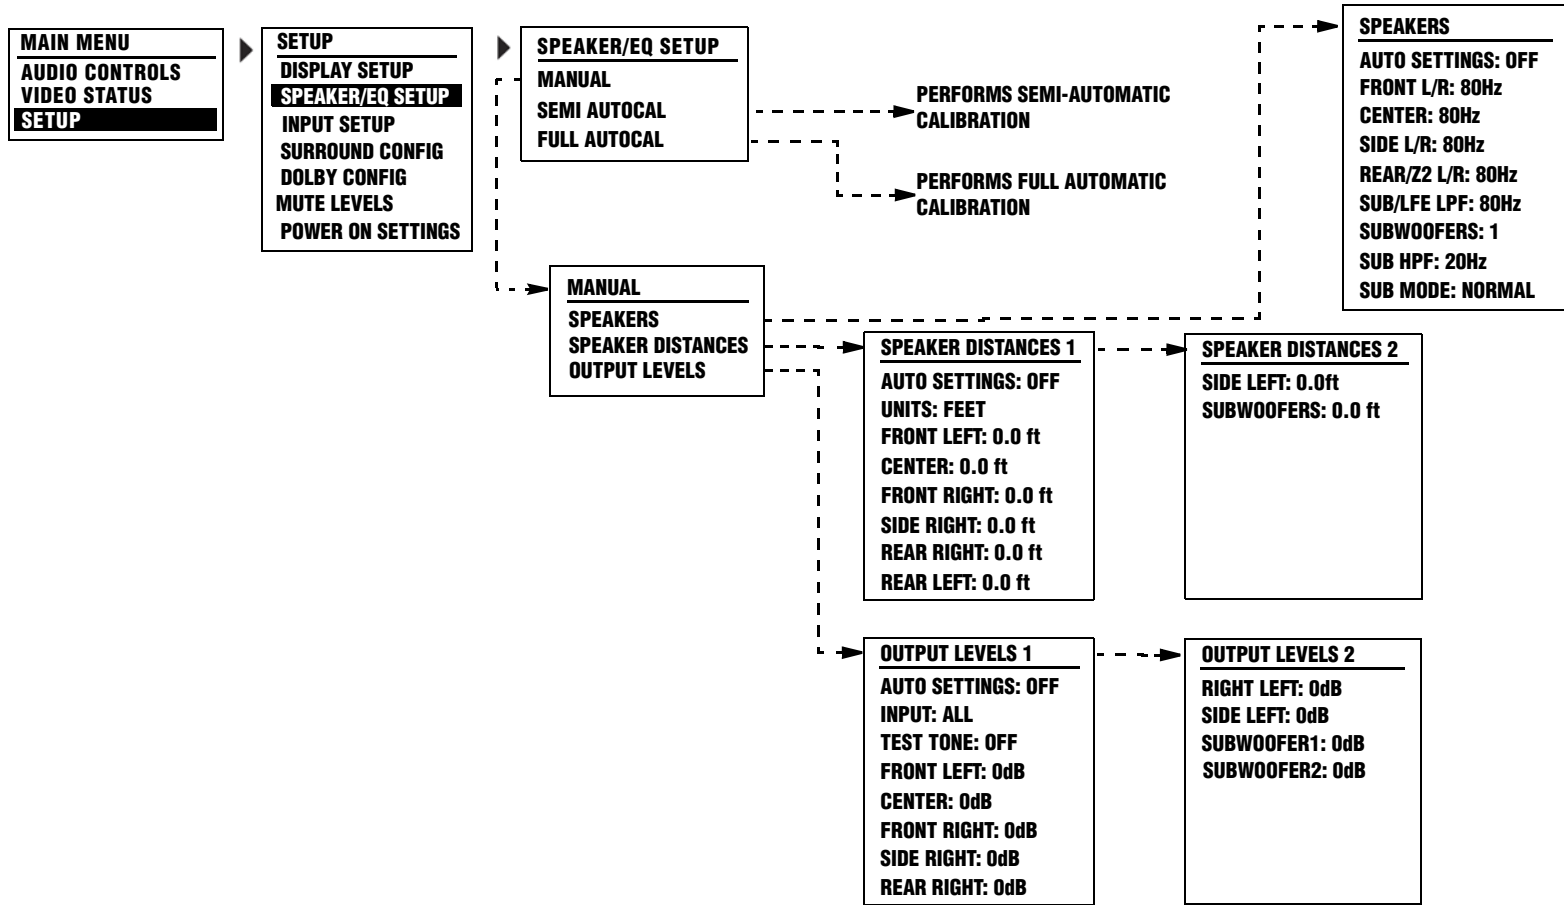 MAIN MENU
AUDIO CONTROLS
VIDEO STATUS
SETUP
SETUP
DISPLAY SETUP
SPEAKER/EQ SETUP
INPUT SETUP
SURROUND CONFIG
DOLBY CONFIG
MUTE LEVELS
POWER ON SETTINGS
SPEAKER/EQ SETUP
MANUAL
SEMI AUTOCAL
FULL AUTOCAL
PERFORMS SEMI-AUTOMATIC
CALIBRATION
PERFORMS FULL AUTOMATIC
CALIBRATION
SPEAKERS
AUTO SETTINGS: OFF
FRONT L/R: 80Hz
CENTER: 80Hz
SIDE L/R: 80Hz
REAR/Z2 L/R: 80Hz
SUB/LFE LPF: 80Hz
SUBWOOFERS: 1
SUB HPF: 20Hz
SUB MODE: NORMAL
MANUAL
SPEAKERS
SPEAKER DISTANCES
OUTPUT LEVELS
SPEAKER DISTANCES 1
AUTO SETTINGS: OFF
UNITS: FEET
FRONT LEFT: 0.0 ft
CENTER: 0.0 ft
FRONT RIGHT: 0.0 ft
SIDE RIGHT: 0.0 ft
REAR RIGHT: 0.0 ft
REAR LEFT: 0.0 ft
SPEAKER DISTANCES 2
SIDE LEFT: 0.0ft
SUBWOOFERS: 0.0 ft
OUTPUT LEVELS 1
AUTO SETTINGS: OFF
INPUT: ALL
TEST TONE: OFF
FRONT LEFT: 0dB
CENTER: 0dB
FRONT RIGHT: 0dB
SIDE RIGHT: 0dB
REAR RIGHT: 0dB
OUTPUT LEVELS 2
RIGHT LEFT: 0dB
SIDE LEFT: 0dB
SUBWOOFER1: 0dB
SUBWOOFER2: 0dB